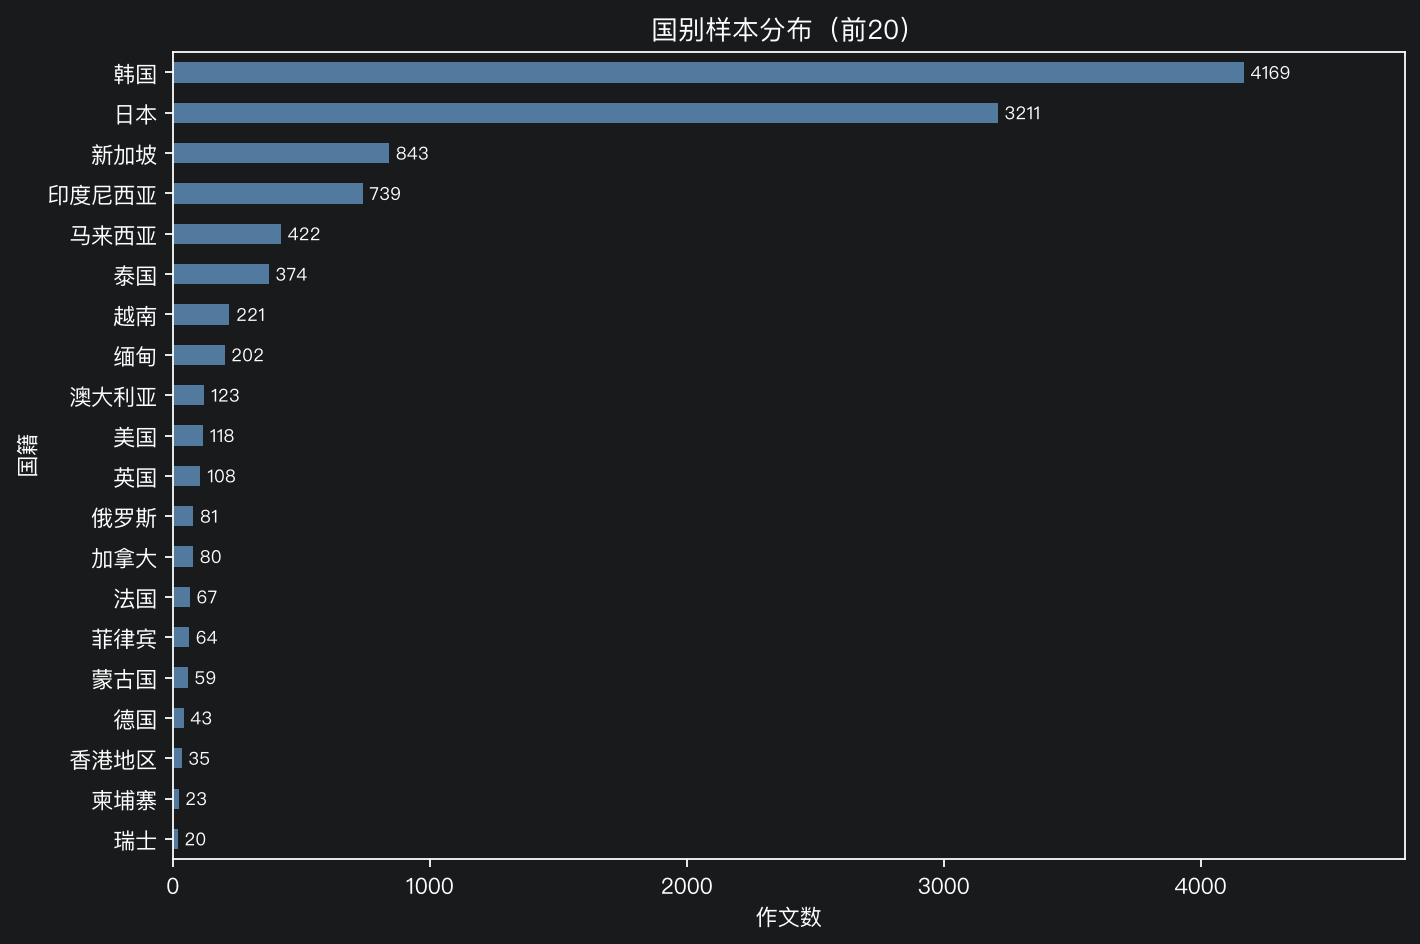 国别样本分布（前20）
韩国 4169
日本 3211
新加坡 843
印度尼西亚 739
马来西亚 422
泰国 374
越南 221
缅甸 202
澳大利亚 123
美国 118
英国 108
俄罗斯 81
加拿大 80
法国 67
菲律宾 64
蒙古国 59
德国 43
香港地区 35
柬埔寨 23
瑞士 20
国籍
0 1000 2000 3000 4000
作文数